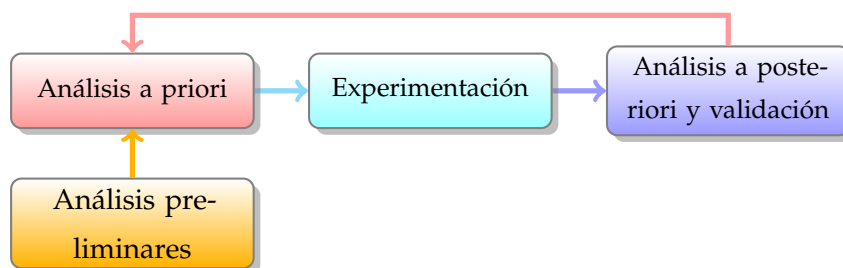 Análisis a priori
Experimentación
Análisis a poste-
riori y validación
Análisis pre-
liminares